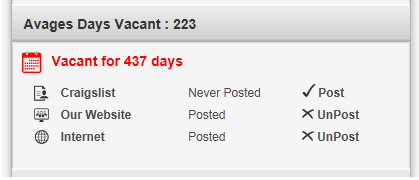 Avages Days Vacant : 223
Vacant for 437 days
Craigslist Never Posted Post
Our Website Posted UnPost
Internet Posted UnPost